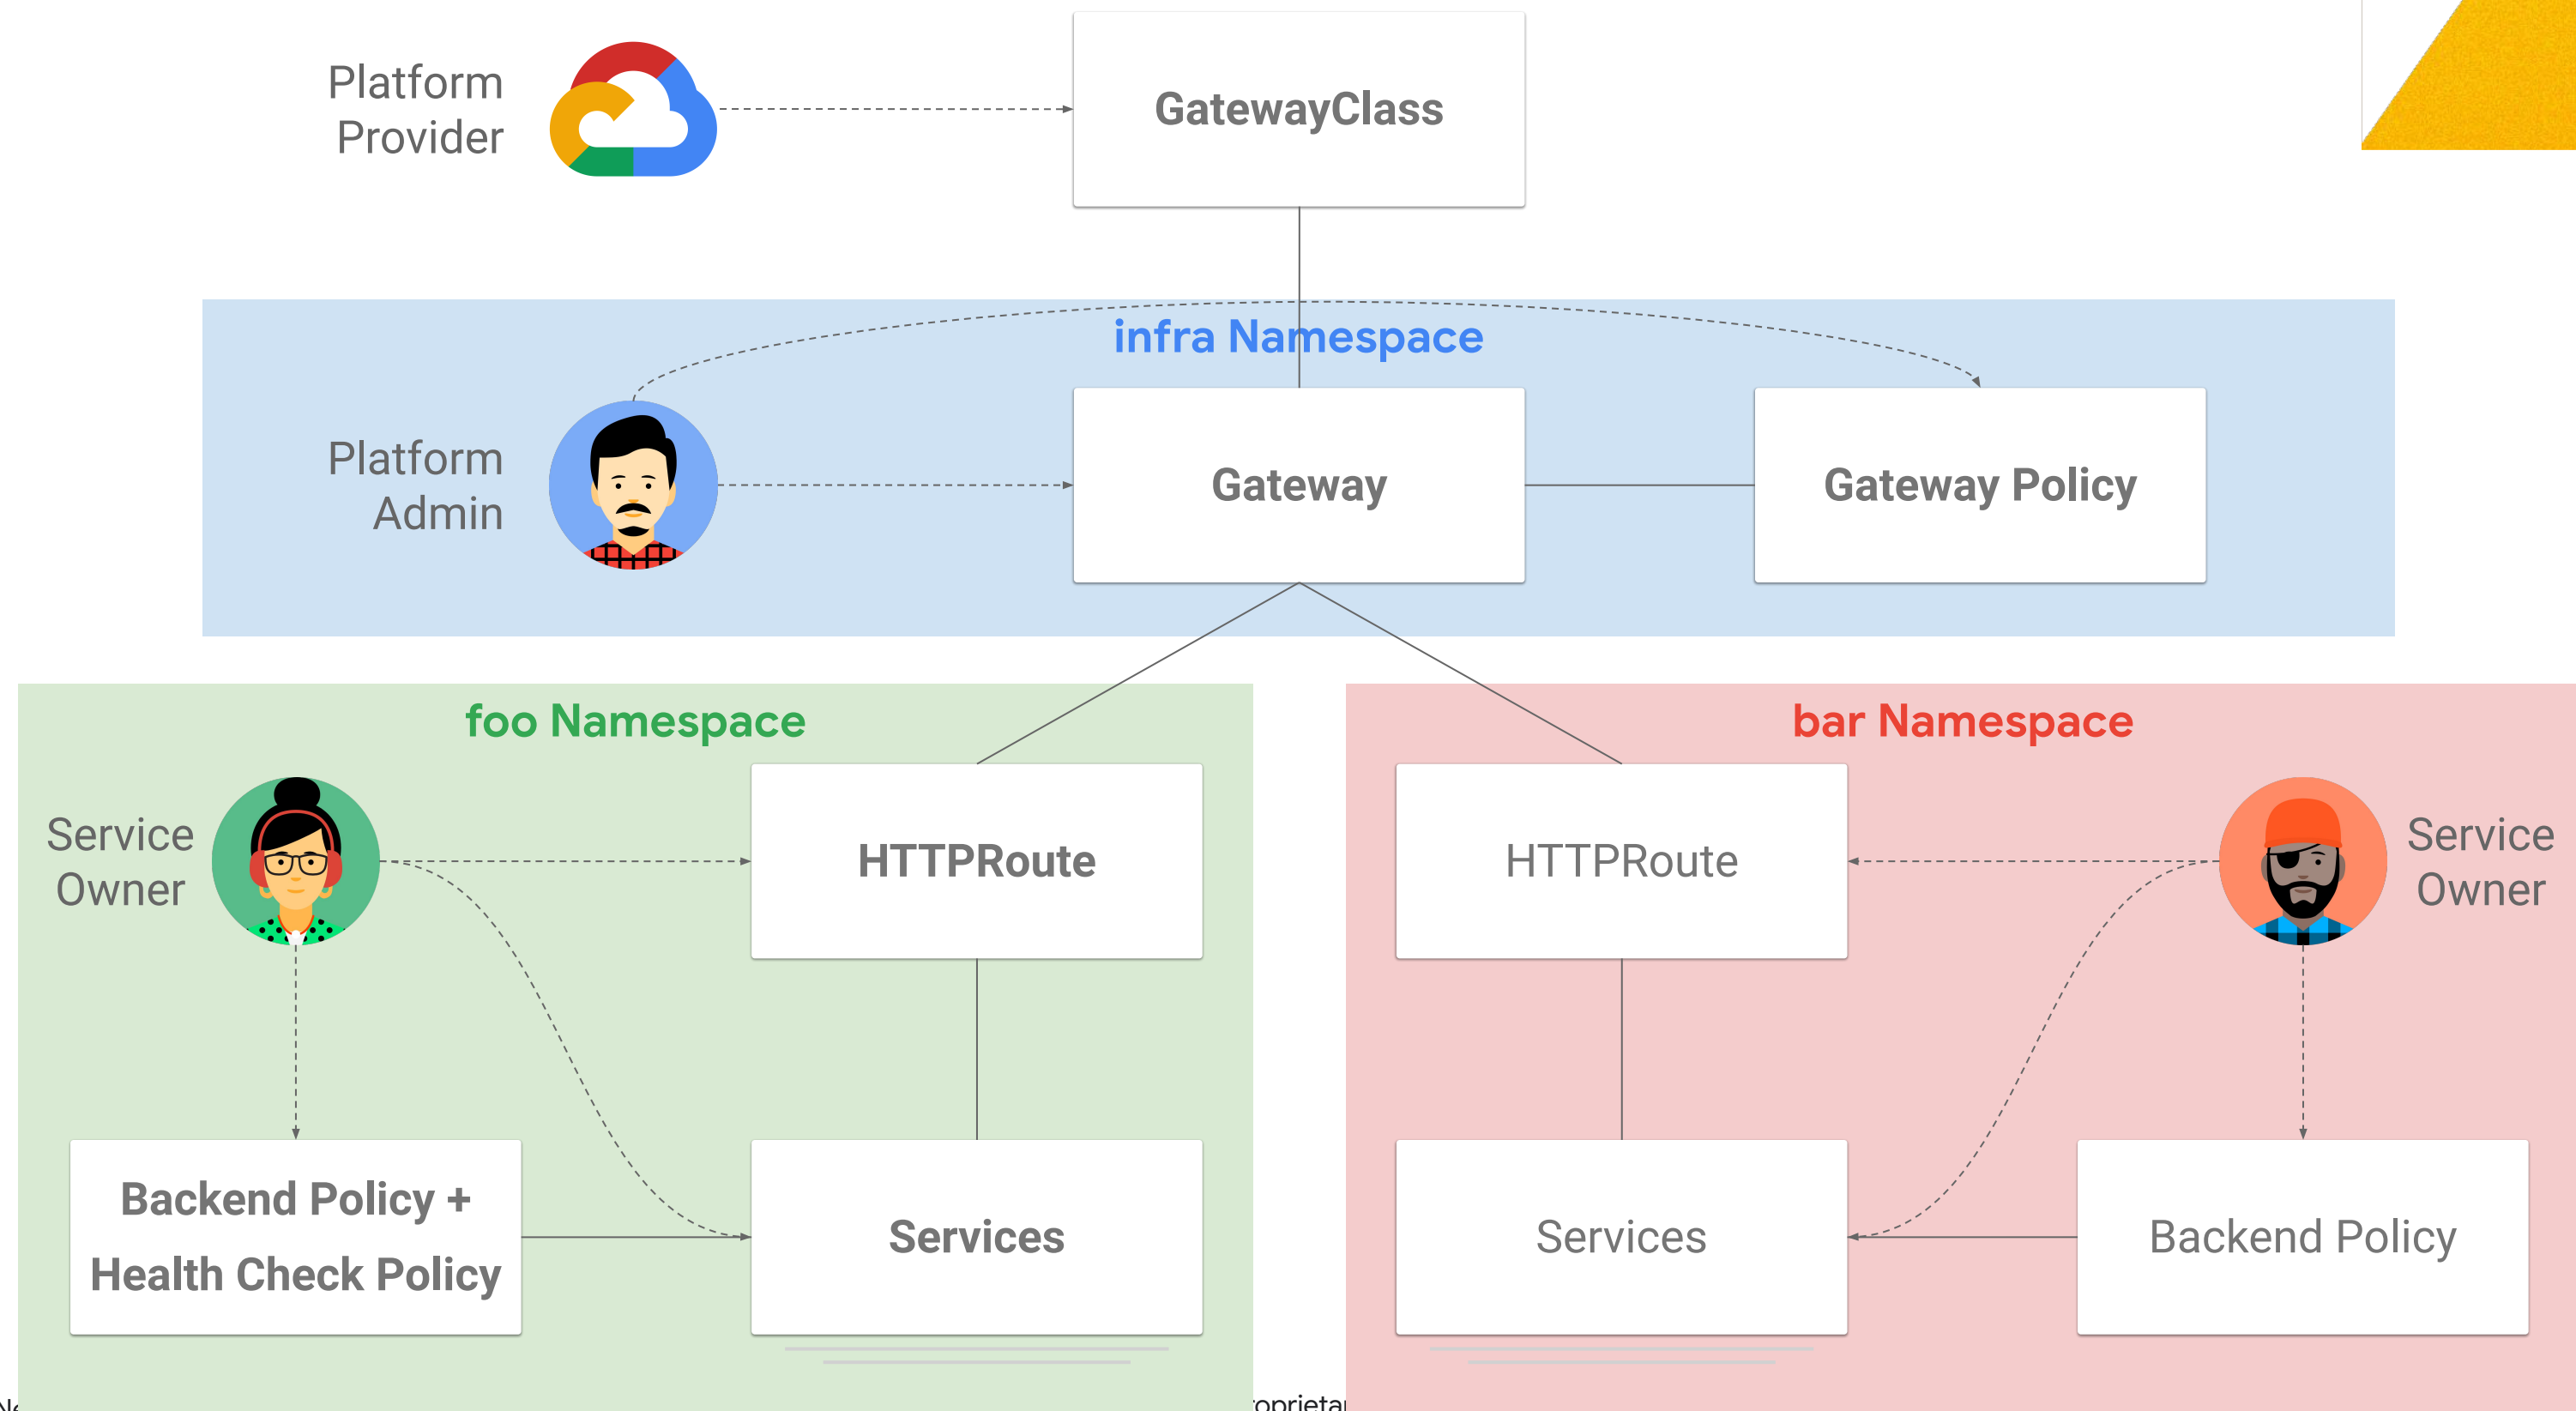 Platform
Provider
GatewayClass
infra Namespace
Platform
Admin
Gateway
Gateway Policy
foo Namespace
bar Namespace
Service
Owner
HTTPRoute
HTTPRoute
Service
Owner
Backend Policy +
Health Check Policy
Services
Services
Backend Policy